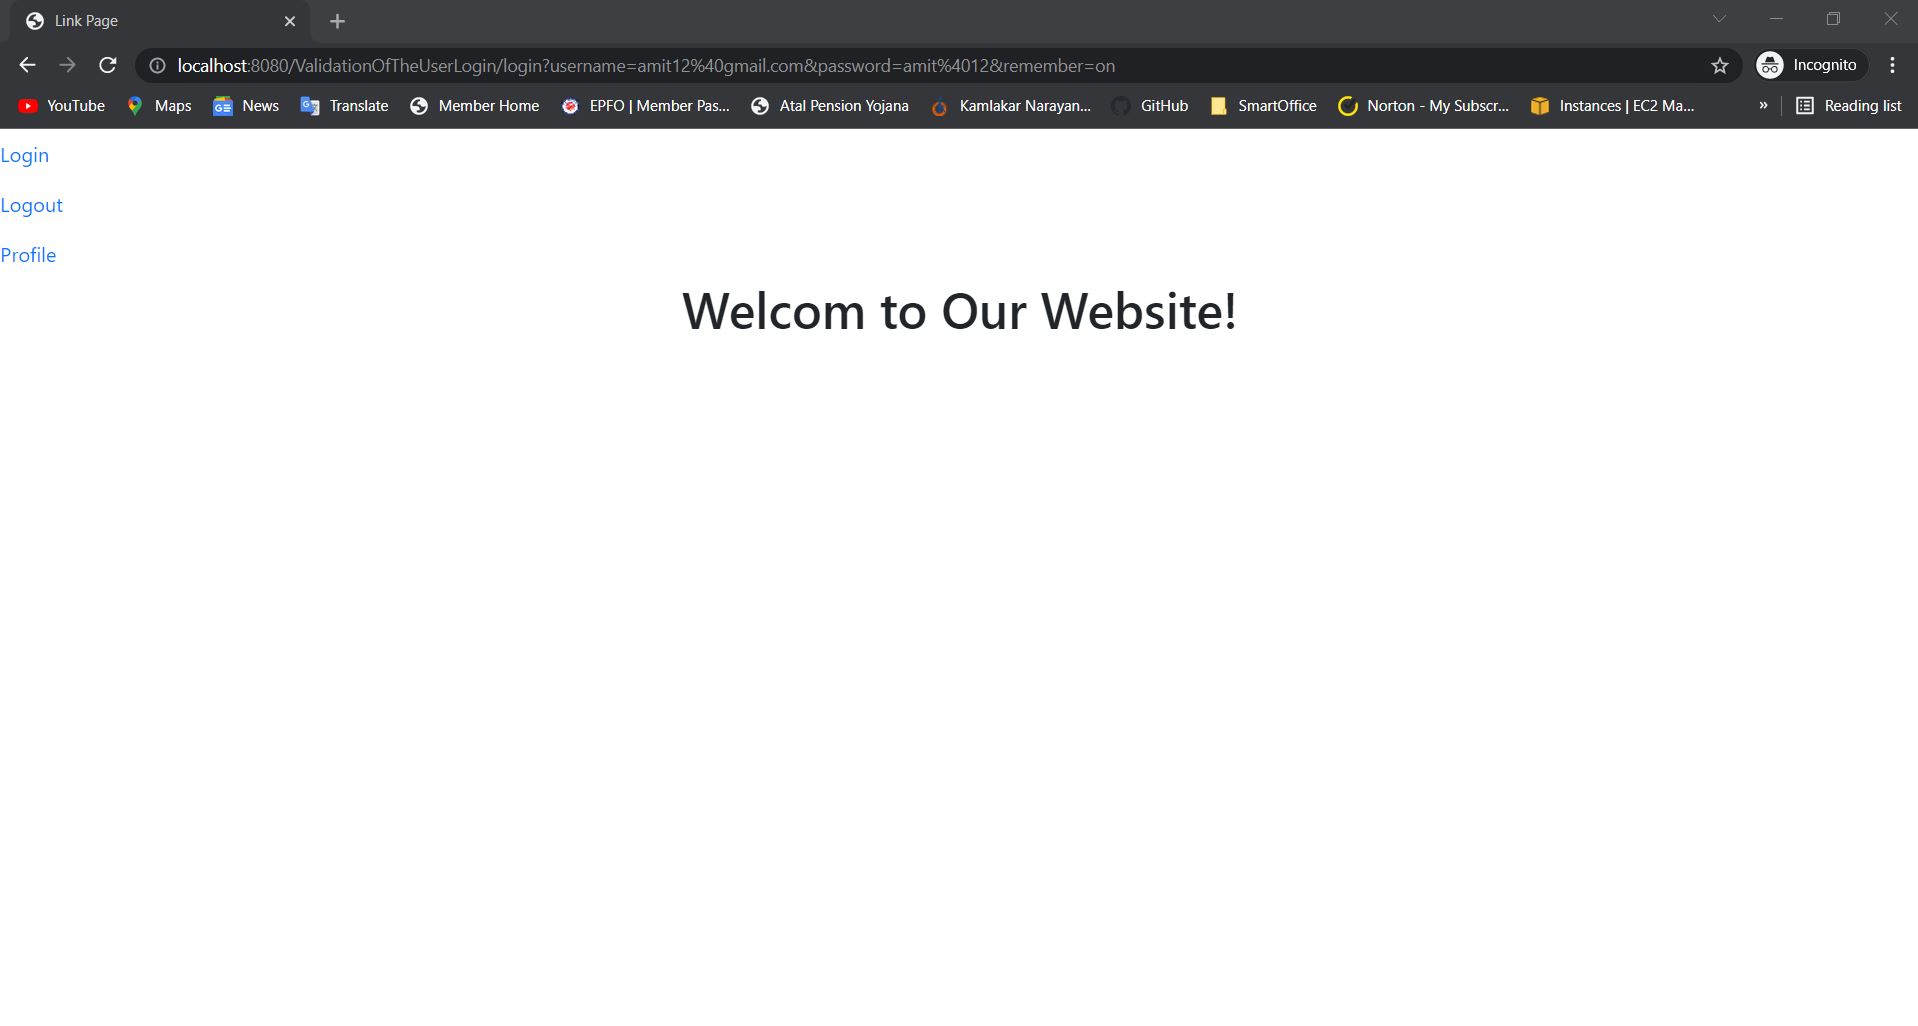 Link Page
localhost:8080/ValidationOfTheUserLogin/login?username=amit12%40gmail.com&password=amit%4012&remember=on
Incognito
YouTube Maps News Translate Member Home EPFO | Member Pas... Atal Pension Yojana Kamlakar Narayan... GitHub SmartOffice Norton - My Subscr... Instances | EC2 Ma... » Reading list
Login
Logout
Profile
Welcom to Our Website!